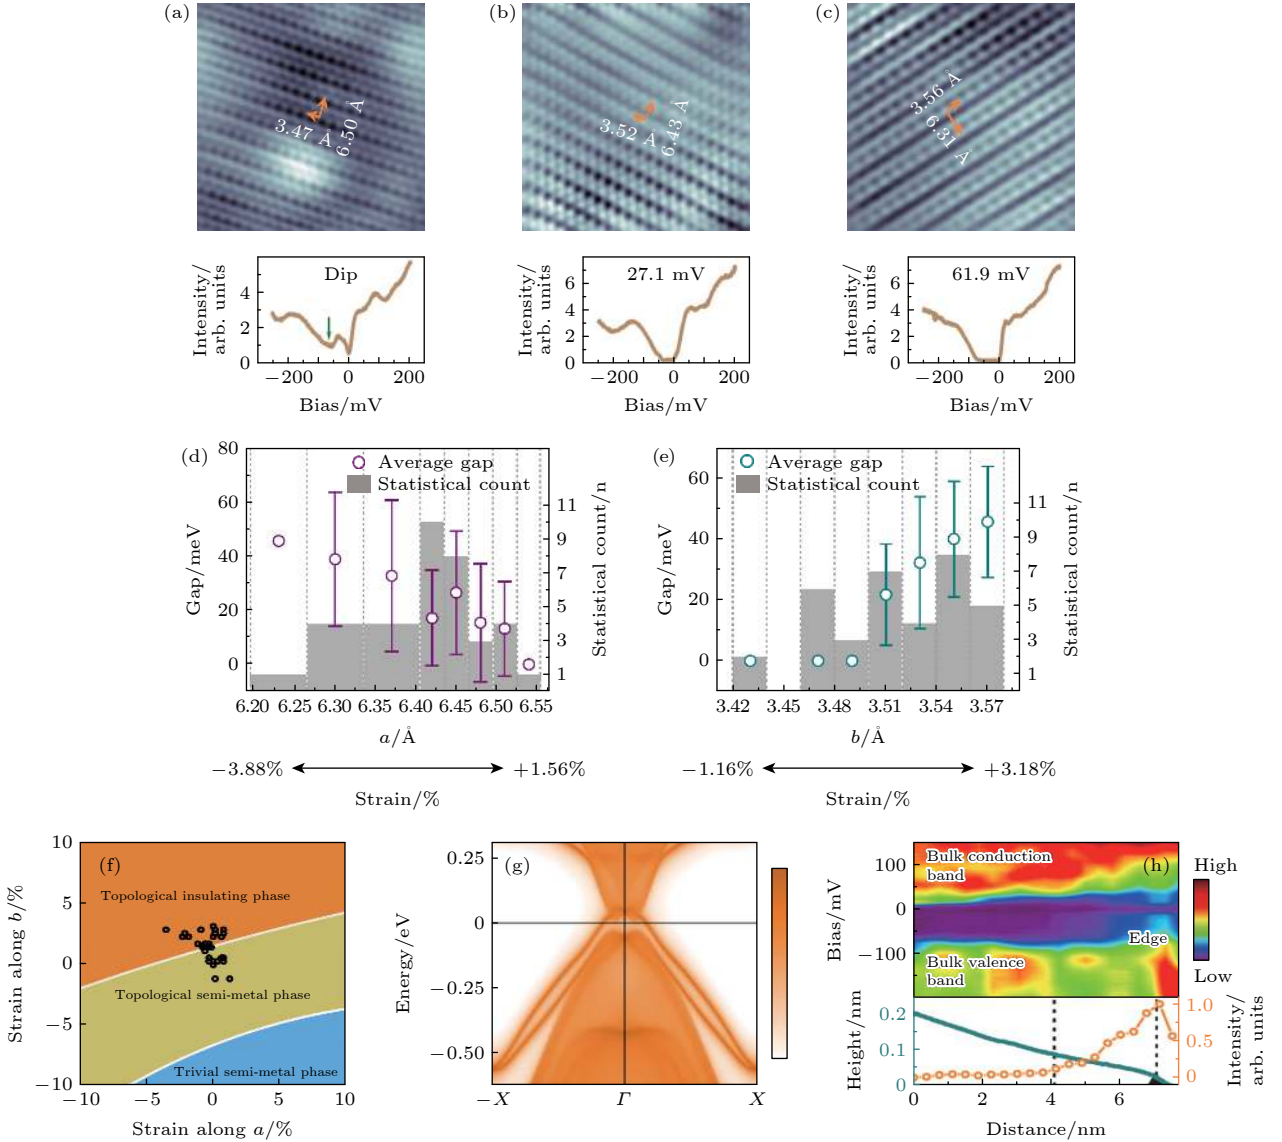 (a)
(b)
(c)
3.47 Å
6.50 Å
3.52 Å
6.43 Å
3.56 Å
6.31 Å
Intensity/
arb. units
Dip
4
2
0
−200
0
200
Bias/mV
Intensity/
arb. units
27.1 mV
6
4
2
0
−200
0
200
Bias/mV
Intensity/
arb. units
61.9 mV
6
4
2
0
−200
0
200
Bias/mV
(d)
Average gap
Statistical count
Gap/meV
80
60
40
20
0
Statistical count/n
11
9
7
5
4
3
1
6.20
6.25
6.30
6.35
6.40
6.45
6.50
6.55
a/Å
−3.88%
+1.56%
Strain/%
(e)
Average gap
Statistical count
Gap/meV
60
40
20
0
Statistical count/n
11
9
7
5
4
3
1
3.42
3.45
3.48
3.51
3.54
3.57
b/Å
−1.16%
+3.18%
Strain/%
(f)
Strain along b/%
10
5
0
−5
−10
Topological insulating phase
Topological semi-metal phase
Trivial semi-metal phase
−10
−5
0
5
10
Strain along a/%
(g)
Energy/eV
0.25
0
−0.25
−0.50
−X
Γ
X
(h)
Bias/mV
100
0
−100
Bulk conduction
band
Edge
Bulk valence
band
High
Low
Height/nm
0.2
0.1
0
1.0
0.5
0
Intensity/
arb. units
0
2
4
6
Distance/nm